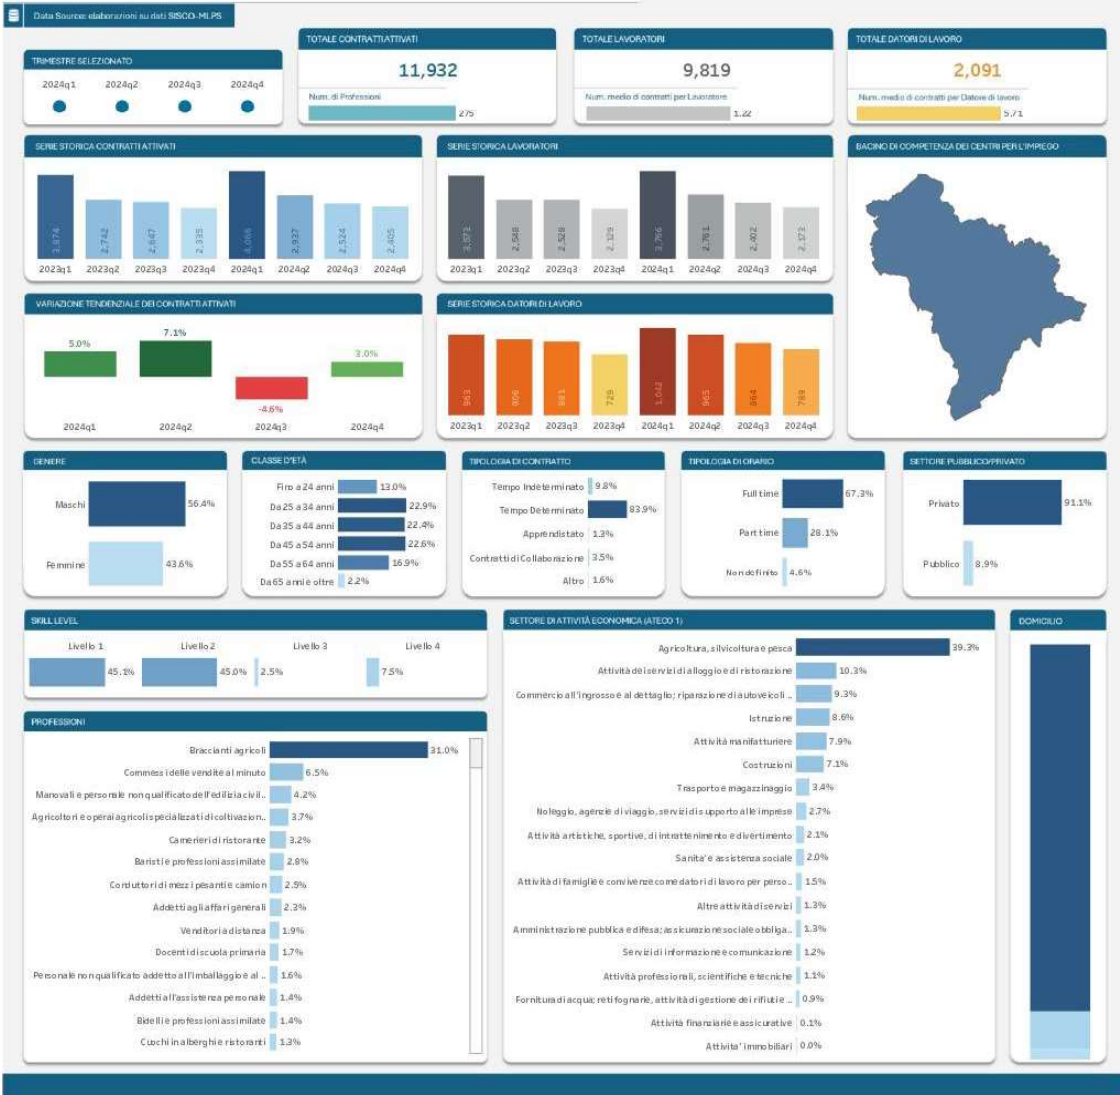 Data Source: elaborazioni su dati SISCO-MLPS
TRIMESTRE SELEZIONATO
2024q1 2024q2 2024q3 2024q4
TOTALE CONTRATTI ATTIVATI
11,932
Num. di Professioni
275
TOTALE LAVORATORI
9,819
Num. medio di contratti per Lavoratore
1.22
TOTALE DATORI DI LAVORO
2,091
Num. medio di contratti per Datore di lavoro
5.71
SERIE STORICA CONTRATTI ATTIVATI
3,874 2,742 2,647 2,335 4,066 2,937 2,524 2,405
2023q1 2023q2 2023q3 2023q4 2024q1 2024q2 2024q3 2024q4
SERIE STORICA LAVORATORI
3,573 2,548 2,528 2,129 3,766 2,761 2,402 2,173
2023q1 2023q2 2023q3 2023q4 2024q1 2024q2 2024q3 2024q4
BACINO DI COMPETENZA DEI CENTRI PER L'IMPIEGO
VARIAZIONE TENDENZIALE DEI CONTRATTI ATTIVATI
5.0% 7.1% -4.6% 3.0%
2024q1 2024q2 2024q3 2024q4
SERIE STORICA DATORI DI LAVORO
963 906 881 729 1,042 965 864 789
2023q1 2023q2 2023q3 2023q4 2024q1 2024q2 2024q3 2024q4
GENERE
Maschi 56.4%
Femmine 43.6%
CLASSE D'ETÀ
Fino a 24 anni 13.0%
Da 25 a 34 anni 22.9%
Da 35 a 44 anni 22.4%
Da 45 a 54 anni 22.6%
Da 55 a 64 anni 16.9%
Da 65 anni e oltre 2.2%
TIPOLOGIA DI CONTRATTO
Tempo Indeterminato 9.8%
Tempo Determinato 83.9%
Apprendistato 1.3%
Contratti di Collaborazione 3.5%
Altro 1.6%
TIPOLOGIA DI ORARIO
Full time 67.3%
Part time 28.1%
Non definito 4.6%
SETTORE PUBBLICO/PRIVATO
Privato 91.1%
Pubblico 8.9%
SKILL LEVEL
Livello 1 Livello 2 Livello 3 Livello 4
45.1% 45.0% 2.5% 7.5%
PROFESSIONI
Braccianti agricoli 31.0%
Commessi delle vendite al minuto 6.5%
Manovali e personale non qualificato dell'edilizia civil.. 4.2%
Agricoltori e operai agricoli specializzati di coltivazion.. 3.7%
Camerieri di ristorante 3.2%
Baristi e professioni assimilate 2.8%
Conduttori di mezzi pesanti e camion 2.5%
Addetti agli affari generali 2.3%
Venditori a distanza 1.9%
Docenti di scuola primaria 1.7%
Personale non qualificato addetto all'imballaggio e al .. 1.6%
Addetti all'assistenza personale 1.4%
Bidelli e professioni assimilate 1.4%
Cuochi in alberghi e ristoranti 1.3%
SETTORE DI ATTIVITÀ ECONOMICA (ATECO 1)
Agricoltura, silvicoltura e pesca 39.3%
Attività dei servizi di alloggio e di ristorazione 10.3%
Commercio all'ingrosso e al dettaglio; riparazione di autoveicoli .. 9.3%
Istruzione 8.6%
Attività manifatturiere 7.9%
Costruzioni 7.1%
Trasporto e magazzinaggio 3.4%
Noleggio, agenzie di viaggio, servizi di supporto alle imprese 2.7%
Attività artistiche, sportive, di intrattenimento e divertimento 2.1%
Sanita' e assistenza sociale 2.0%
Attività di famiglie e convivenze come datori di lavoro per perso.. 1.5%
Altre attività di servizi 1.3%
Amministrazione pubblica e difesa; assicurazione sociale obbliga.. 1.3%
Servizi di informazione e comunicazione 1.2%
Attività professionali, scientifiche e tecniche 1.1%
Fornitura di acqua; reti fognarie, attività di gestione dei rifiuti e .. 0.9%
Attività finanziarie e assicurative 0.1%
Attivita' immobiliari 0.0%
DOMICILIO